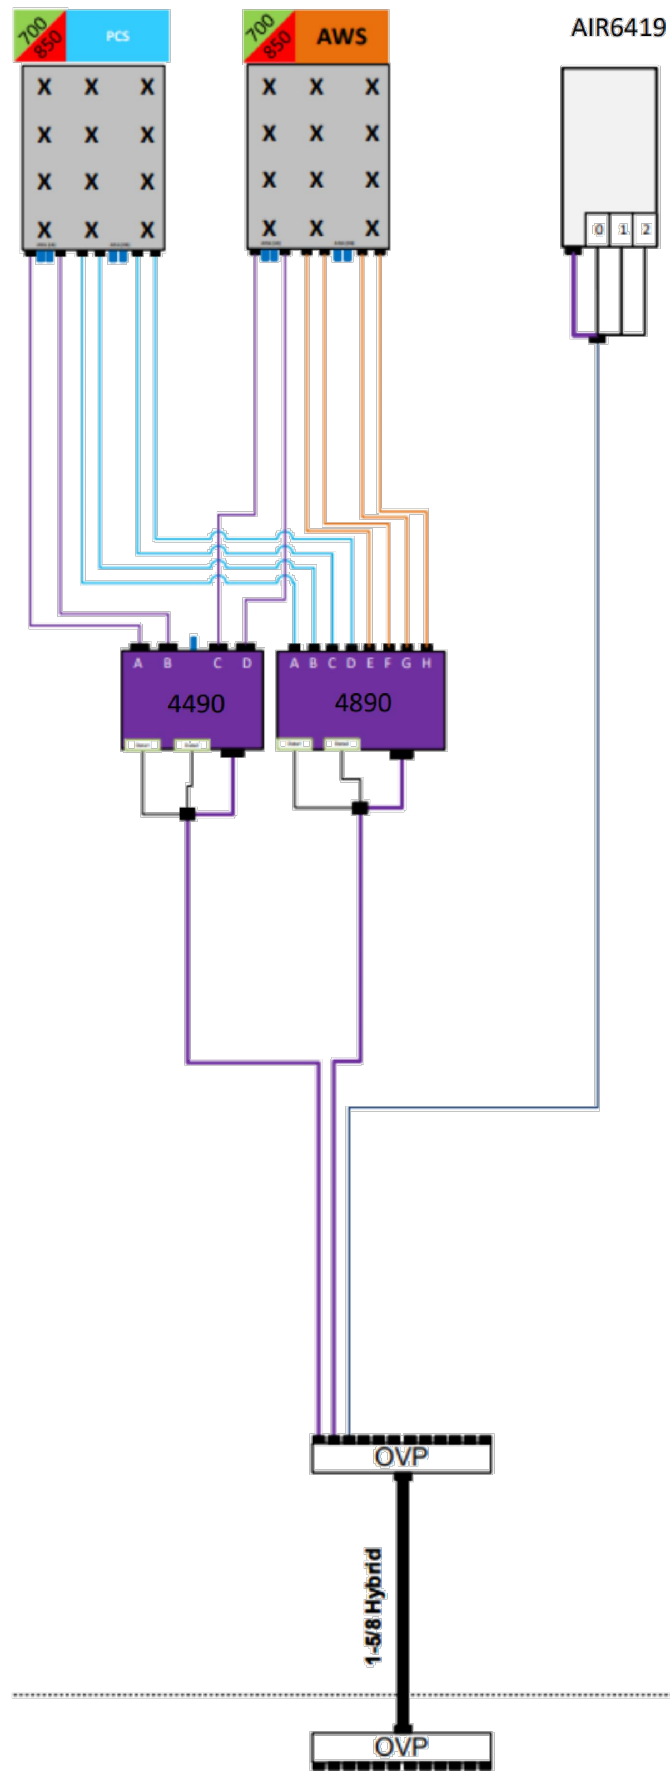 700
850
PCS
700
850
AWS
AIR6419
X X X
X X X
X X X
X X X
X X X
X X X
X X X
X X X
0 1 2
A B C D
4490
A B C D E F G H
4890
OVP
1-5/8 Hybrid
OVP